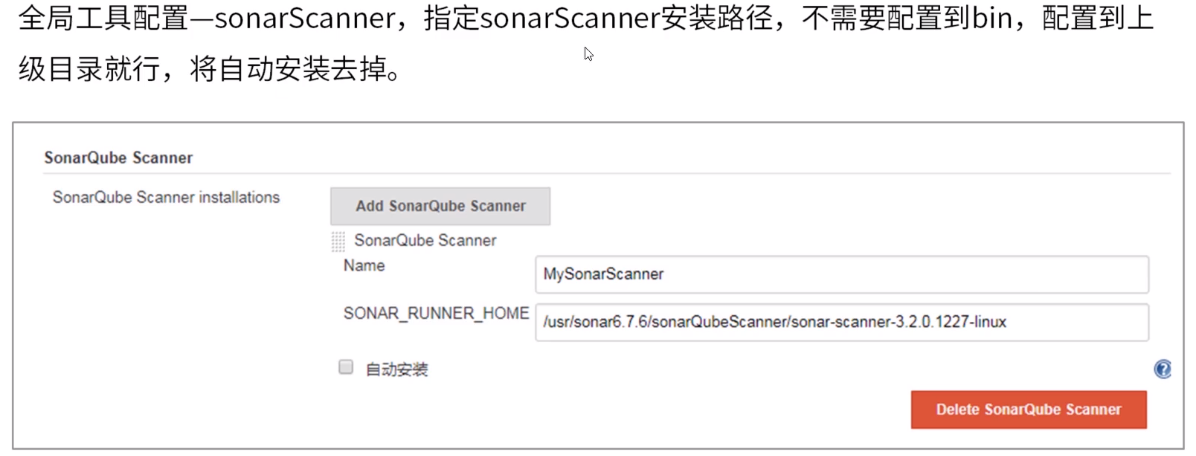 全局工具配置—sonarScanner，指定sonarScanner安装路径，不需要配置到bin，配置到上
级目录就行，将自动安装去掉。
SonarQube Scanner
SonarQube Scanner installations
Add SonarQube Scanner
SonarQube Scanner
Name
MySonarScanner
SONAR_RUNNER_HOME
/usr/sonar6.7.6/sonarQubeScanner/sonar-scanner-3.2.0.1227-linux
自动安装
?
Delete SonarQube Scanner